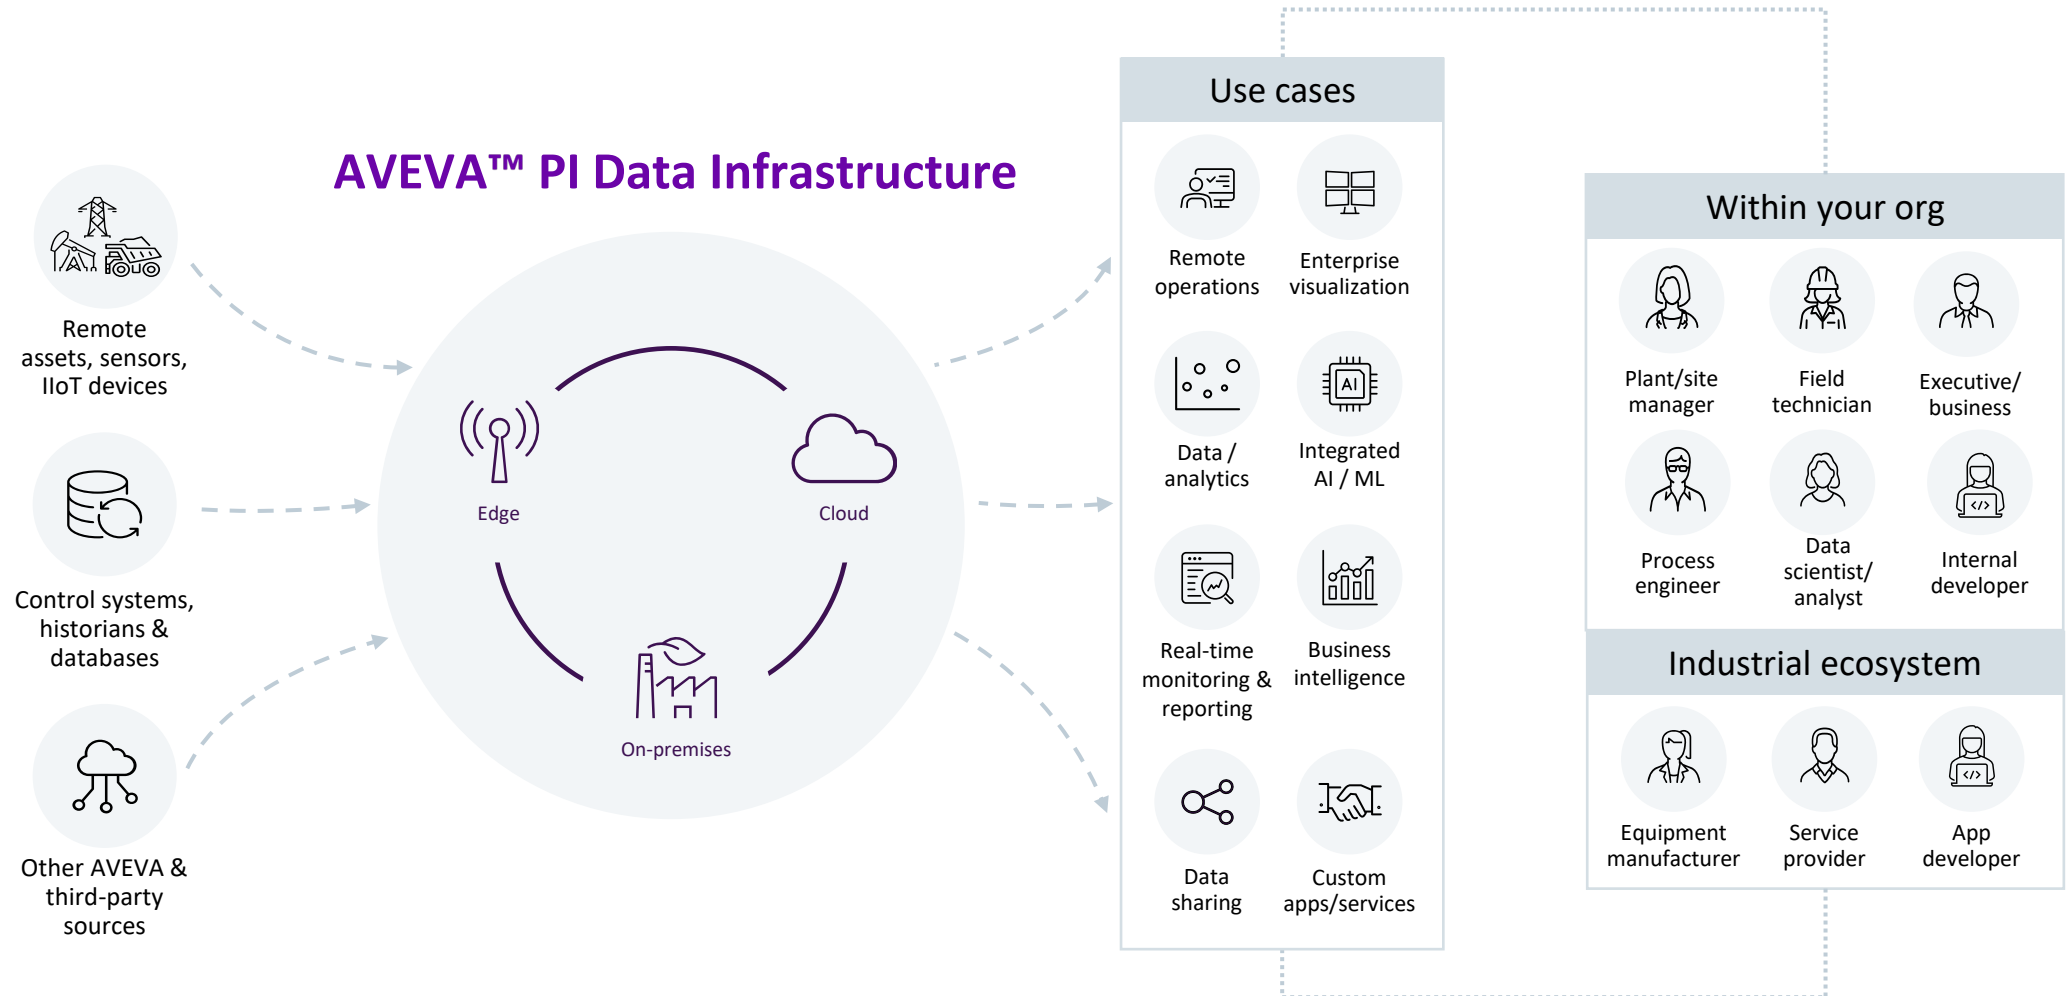 AVEVA™ PI Data Infrastructure
Remote
assets, sensors,
IIoT devices
Control systems,
historians &
databases
Other AVEVA &
third-party
sources
Edge
Cloud
On-premises
Use cases
Remote
operations
Enterprise
visualization
Data /
analytics
AI
Integrated
AI / ML
Real-time
monitoring &
reporting
Business
intelligence
Data
sharing
Custom
apps/services
Within your org
Plant/site
manager
Field
technician
Executive/
business
Process
engineer
Data
scientist/
analyst
</>
Internal
developer
Industrial ecosystem
Equipment
manufacturer
Service
provider
</>
App
developer